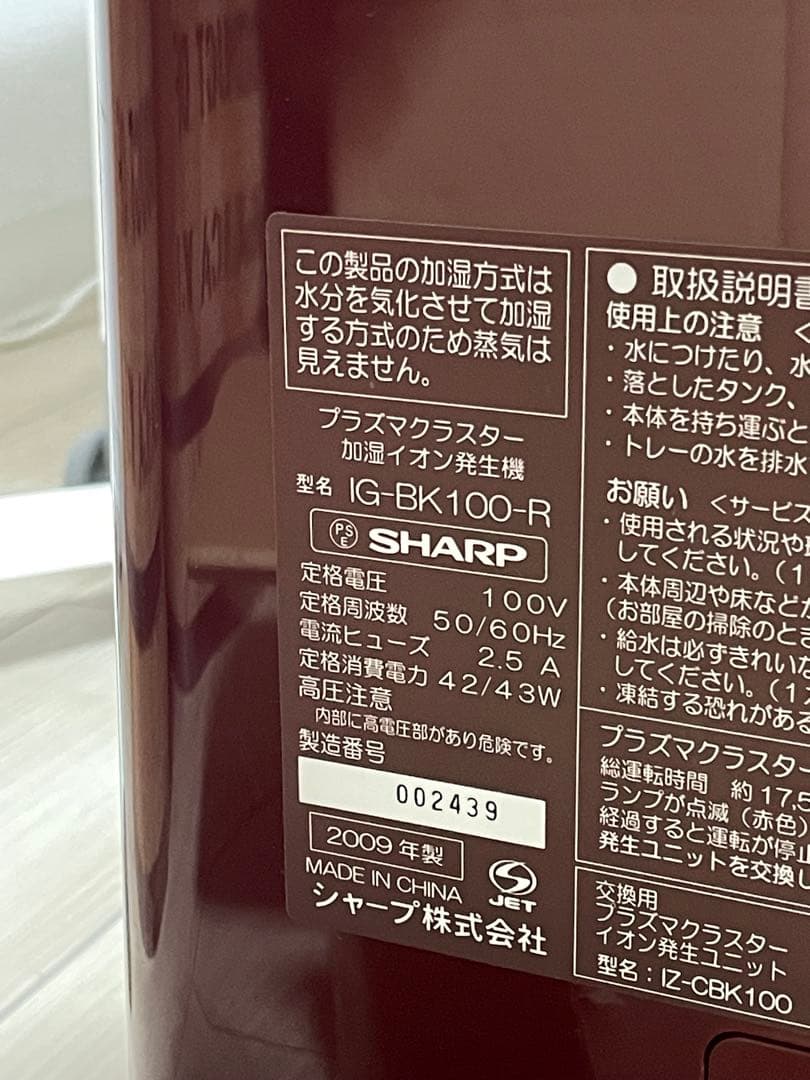 この製品の加湿方式は
水分を気化させて加湿
する方式のため蒸気は
見えません。
プラズマクラスター
加湿イオン発生機
型名 IG-BK100-R
PSE SHARP
定格電圧 100V
定格周波数 50/60Hz
電流ヒューズ 2.5 A
定格消費電力 42/43W
高圧注意
内部に高電圧部があり危険です。
製造番号
002439
2009 年製
MADE IN CHINA
JET
シャープ株式会社
● 取扱説明書
使用上の注意 <
・水につけたり、水
・落としたタンク、
・本体を持ち運ぶと
・トレーの水を排水
お願い <サービス
・使用される状況や
してください。(1
・本体周辺や床などか
(お部屋の掃除のとき
・給水は必ずきれいな
してください。(1
・凍結する恐れがある
プラズマクラスター
総運転時間 約17,5
ランプが点滅(赤色)
経過すると運転が停止
発生ユニットを交換し
交換用
プラズマクラスター
イオン発生ユニット
型名:IZ-CBK100